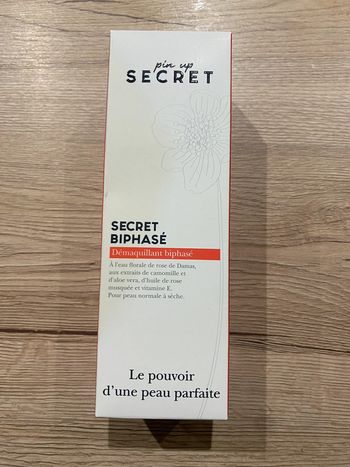 pin up
SECRET
SECRET
BIPHASÉ
Démaquillant biphasé
À l'eau florale de rose de Damas,
aux extraits de camomille et
d'aloe vera, d'huile de rose
musquée et vitamine E.
Pour peau normale à sèche.
Le pouvoir
d'une peau parfaite